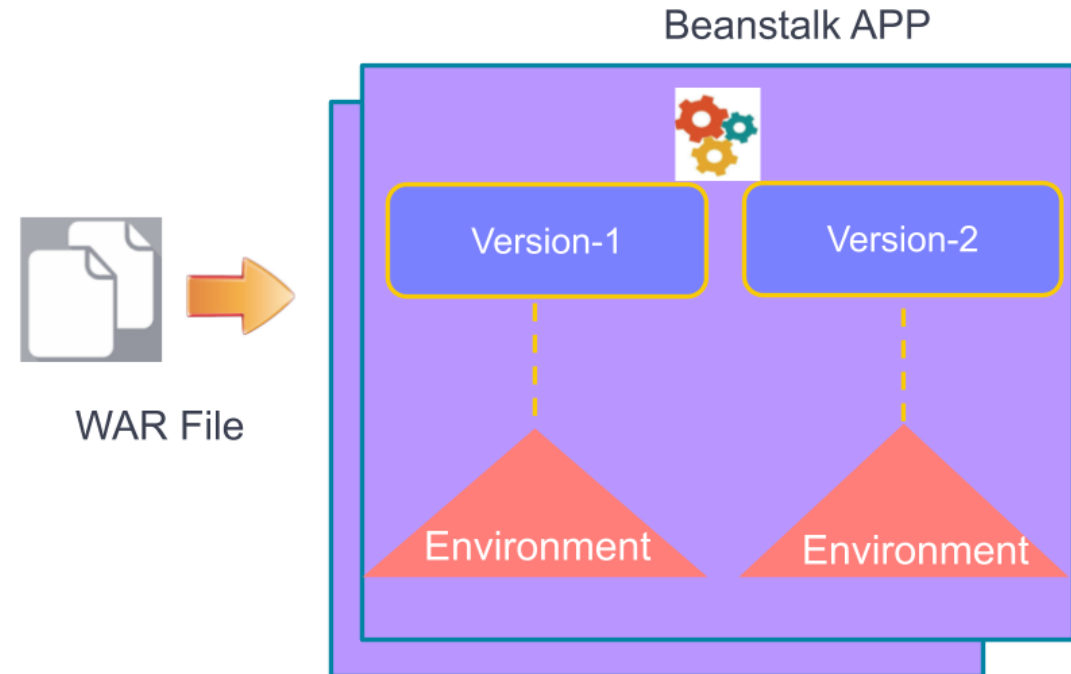 Beanstalk APP
Version-1
Version-2
WAR File
Environment
Environment